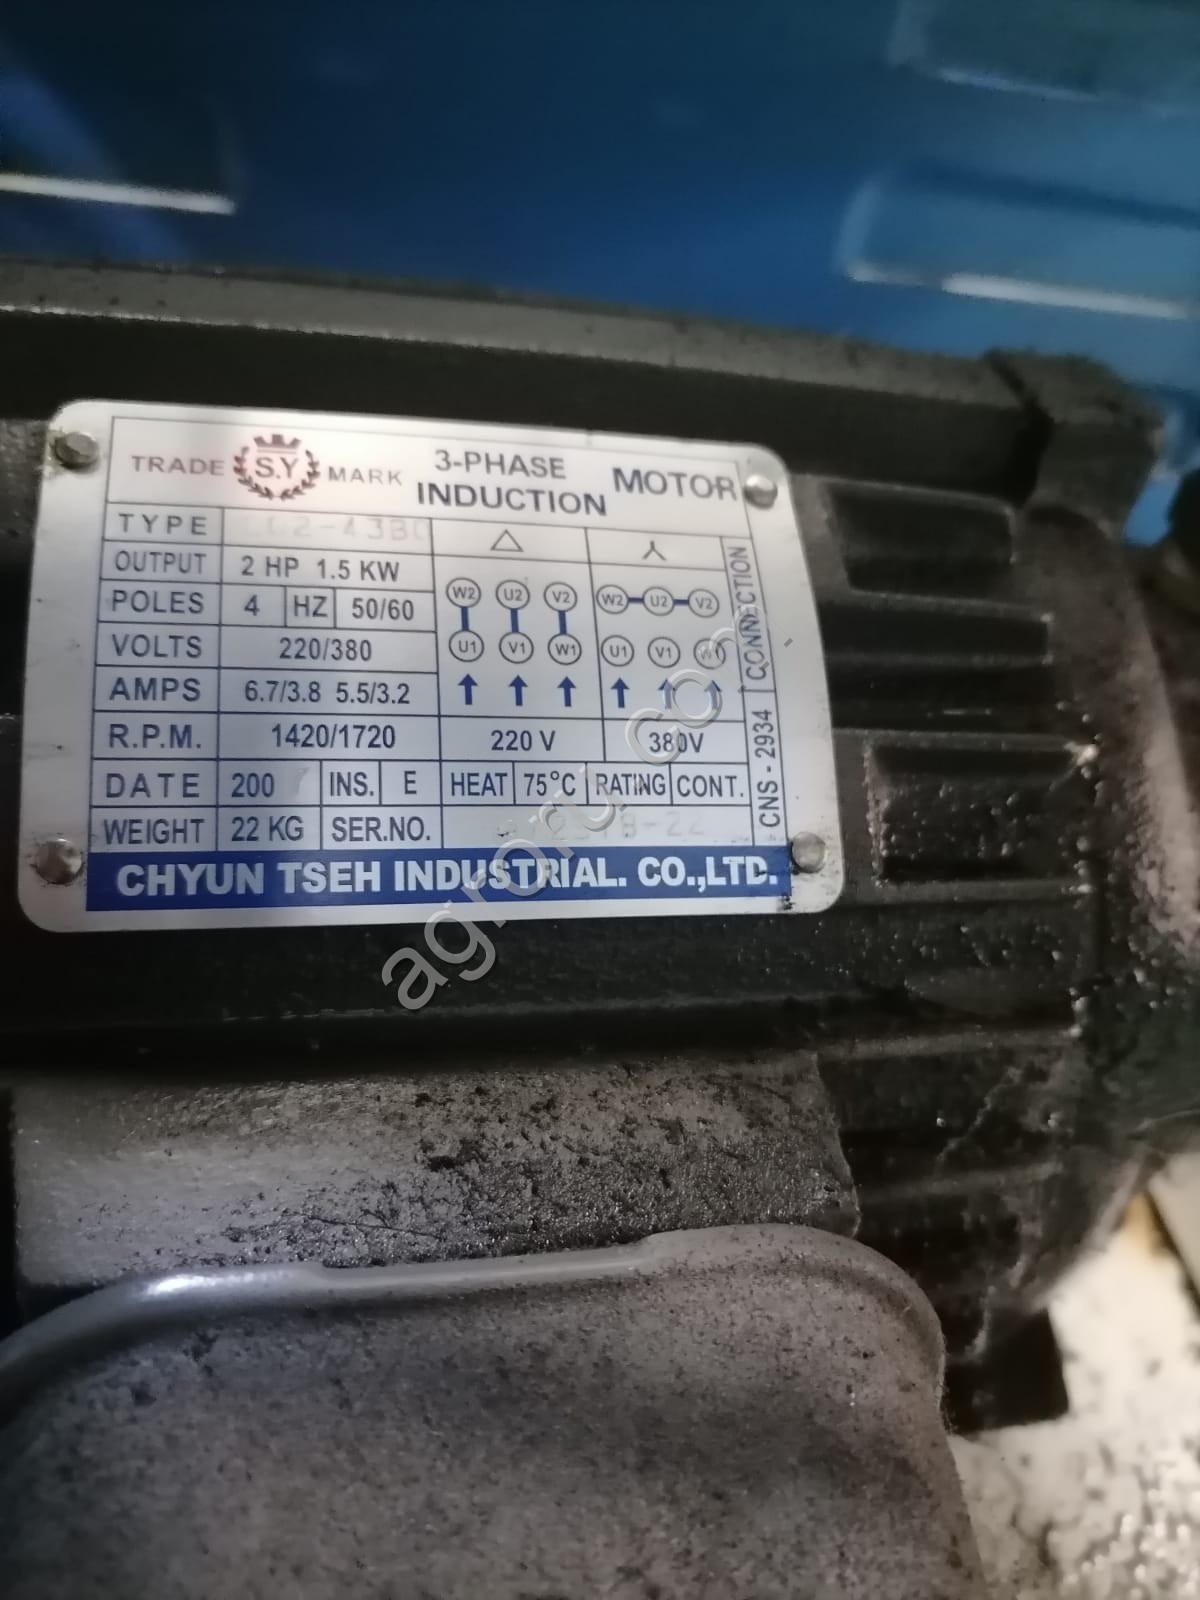 TRADE S.Y MARK 3-PHASE INDUCTION MOTOR
TYPE
OUTPUT 2 HP 1.5 KW
POLES 4 HZ 50/60
VOLTS 220/380
AMPS 6.7/3.8 5.5/3.2
R.P.M. 1420/1720
W2 U2 V2 W2 U2 V2
U1 V1 W1 U1 V1 W1
220 V 380V
DATE 200 INS. E HEAT 75°C RATING CONT.
WEIGHT 22 KG SER.NO.
CNS - 2934 CONNECTION
CHYUN TSEH INDUSTRIAL. CO.,LTD.